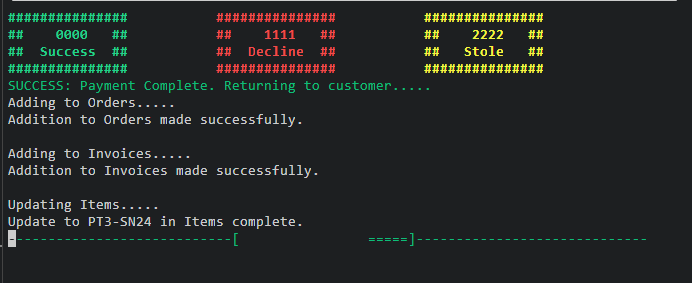 ###############           ###############           ###############
##    0000   ##           ##    1111   ##           ##    2222   ##
##  Success  ##           ##  Decline  ##           ##   Stole   ##
###############           ###############           ###############
SUCCESS: Payment Complete. Returning to customer.....
Adding to Orders.....
Addition to Orders made successfully.
Adding to Invoices.....
Addition to Invoices made successfully.
Updating Items.....
Update to PT3-SN24 in Items complete.
----------------------------[                =====]-----------------------------